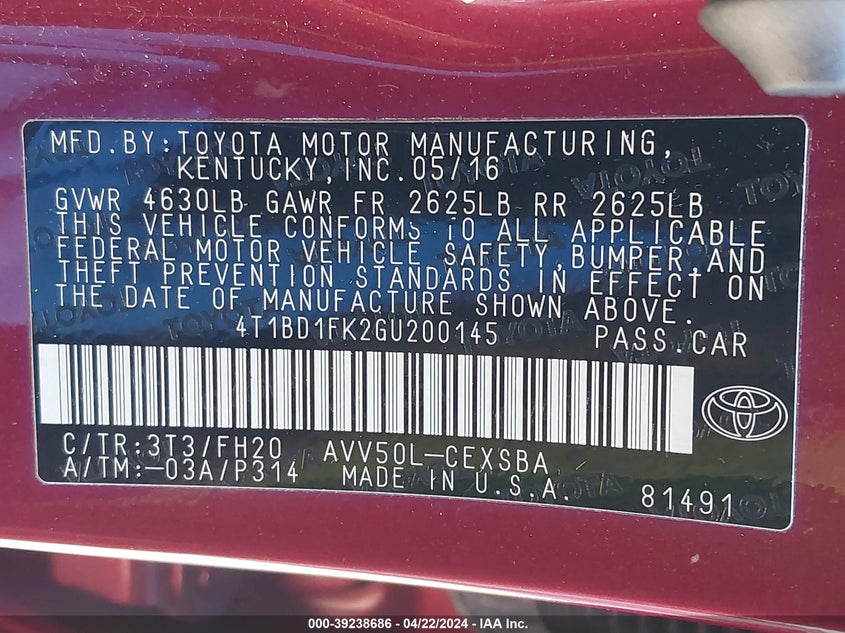 MFD.BY:TOYOTA MOTOR MANUFACTURING,
KENTUCKY,INC.05/16
GVWR 4630LB GAWR FR 2625LB RR 2625LB
THIS VEHICLE CONFORMS TO ALL APPLICABLE
FEDERAL MOTOR VEHICLE SAFETY,BUMPER,AND
THEFT PREVENTION STANDARDS IN EFFECT ON
THE DATE OF MANUFACTURE SHOWN ABOVE.
4T1BD1FK2GU200145 PASS.CAR
C/TR:3T3/FH20 AVV50L-CEXSBA
A/TM:-03A/P314 MADE IN U.S.A. 81491
000-39238686 - 04/22/2024 - IAA, Inc.